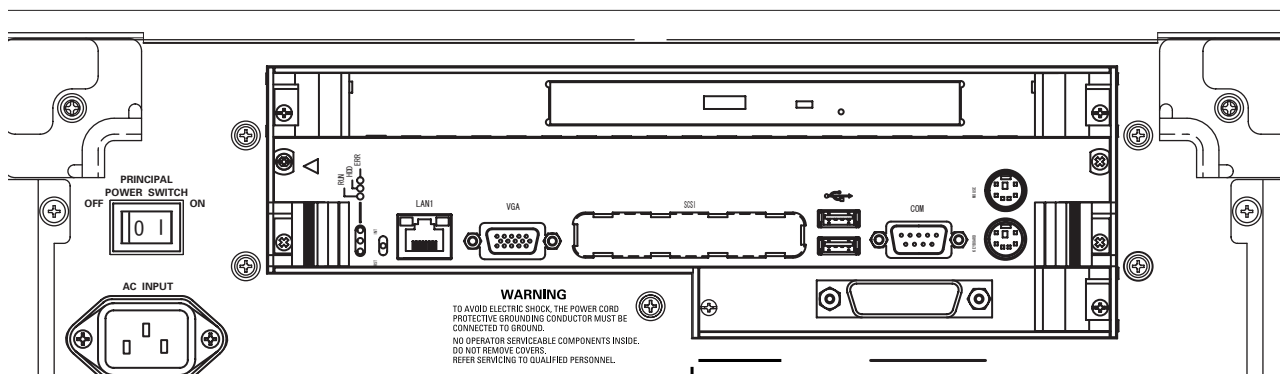 PRINCIPAL
POWER SWITCH
OFF
ON
0 1
AC INPUT
RUN
HDD
ERR
LAN1
VGA
SCSI
COM
KEYBOARD
WARNING
TO AVOID ELECTRIC SHOCK, THE POWER CORD
PROTECTIVE GROUNDING CONDUCTOR MUST BE
CONNECTED TO GROUND.
NO OPERATOR SERVICEABLE COMPONENTS INSIDE.
DO NOT REMOVE COVERS.
REFER SERVICING TO QUALIFIED PERSONNEL.